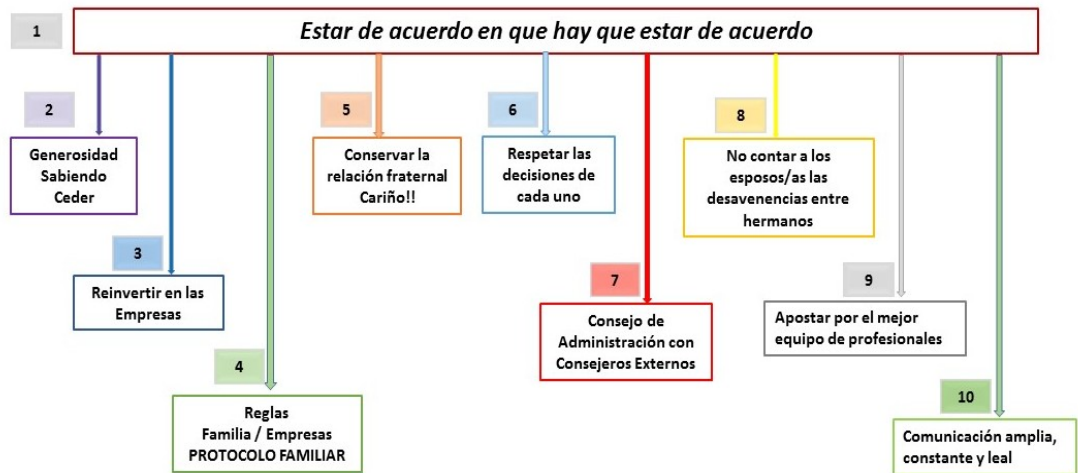 1
Estar de acuerdo en que hay que estar de acuerdo
2
Generosidad
Sabiendo
Ceder
3
Reinvertir en las
Empresas
4
Reglas
Familia / Empresas
PROTOCOLO FAMILIAR
5
Conservar la
relación fraternal
Cariño!!
6
Respetar las
decisiones de
cada uno
7
Consejo de
Administración con
Consejeros Externos
8
No contar a los
esposos/as las
desavenencias entre
hermanos
9
Apostar por el mejor
equipo de profesionales
10
Comunicación amplia,
constante y leal